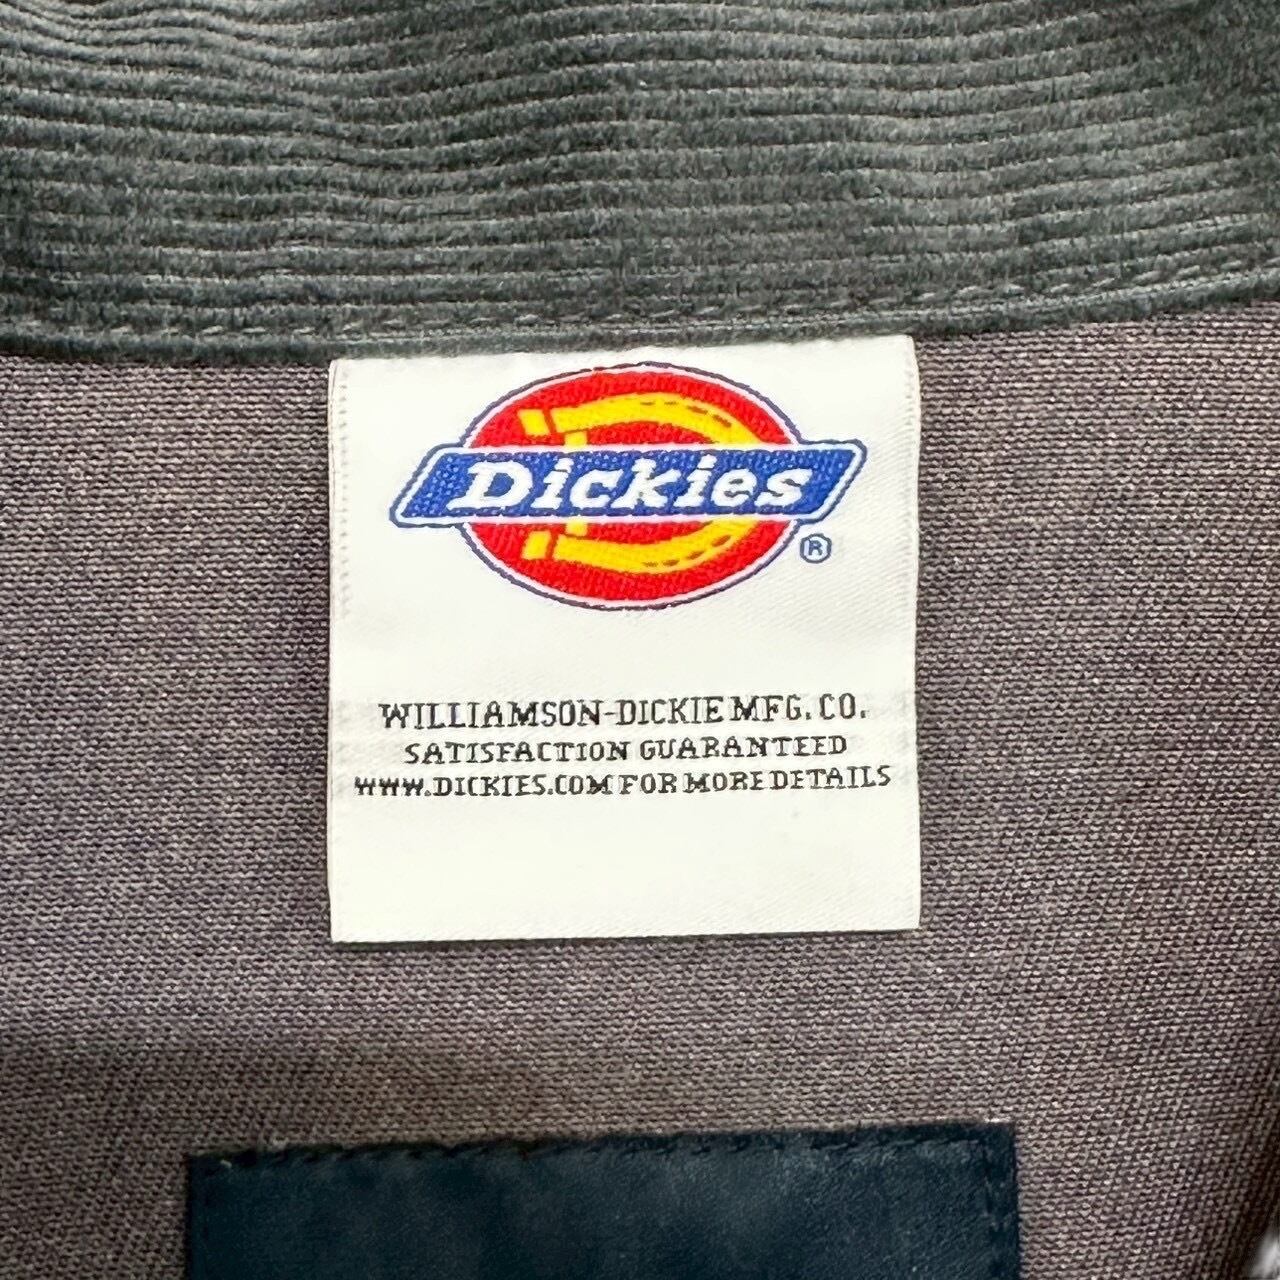 Dickies
®
WILLIAMSON-DICKIE MFG. CO.
SATISFACTION GUARANTEED
WWW.DICKIES.COM FOR MORE DETAILS